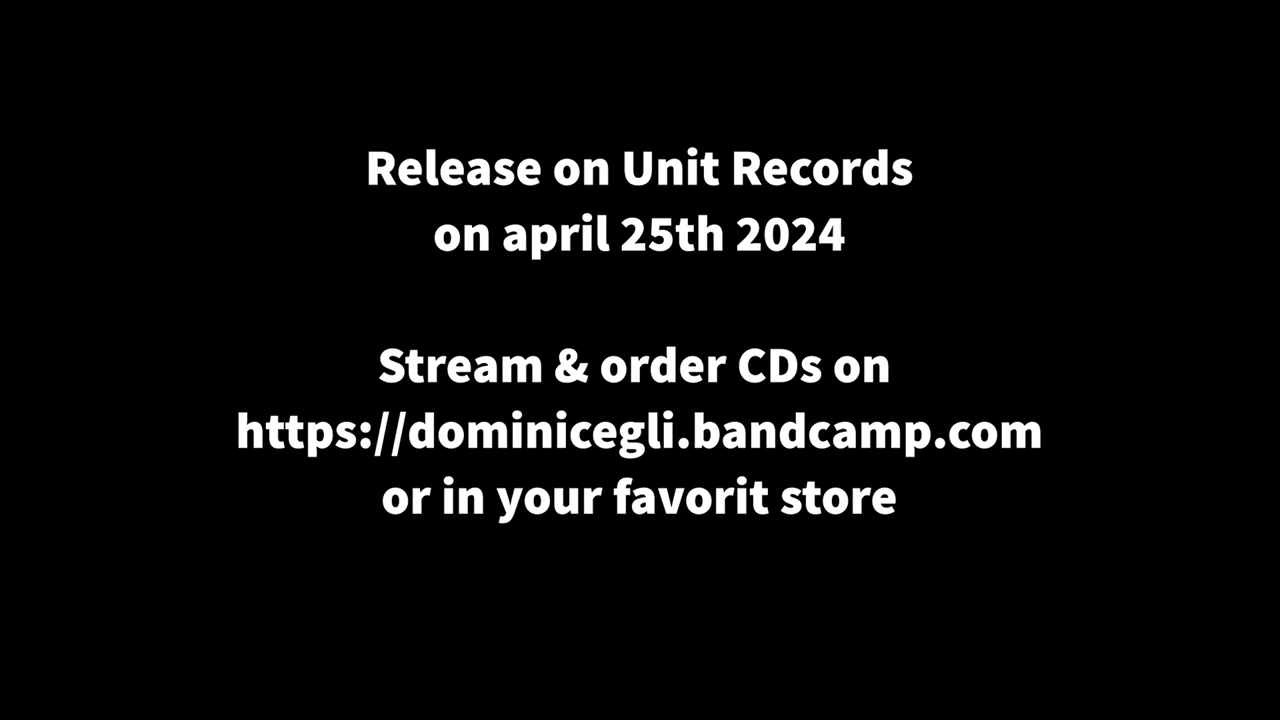 Release on Unit Records
on april 25th 2024
Stream & order CDs on
https://dominicegli.bandcamp.com
or in your favorit store